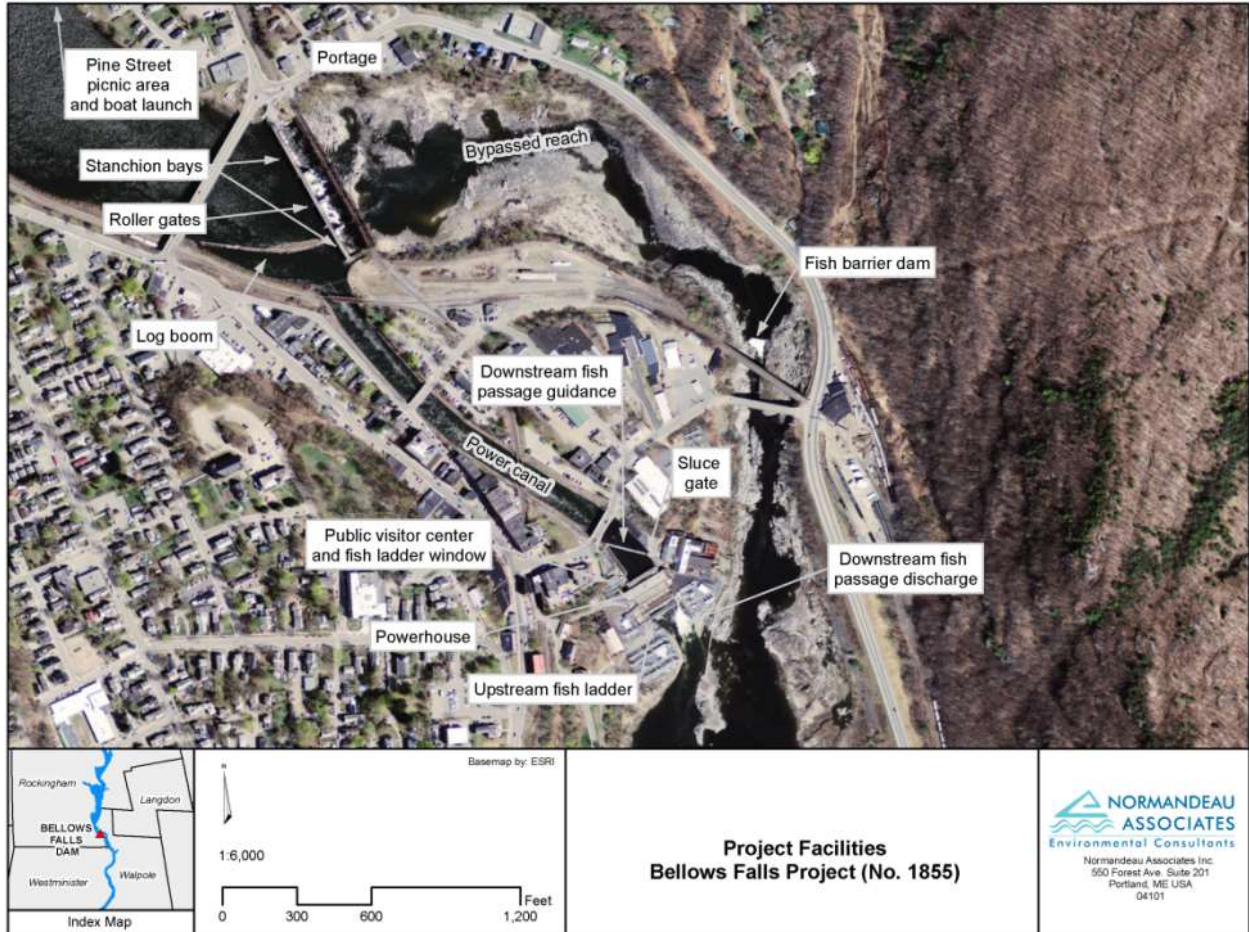 Pine Street
picnic area
and boat launch
Portage
Bypassed reach
Stanchion bays
Roller gates
Fish barrier dam
Log boom
Downstream fish
passage guidance
Power canal
Sluce
gate
Public visitor center
and fish ladder window
Downstream fish
passage discharge
Powerhouse
Upstream fish ladder
Rockingham
Langdon
BELLOWS
FALLS
DAM
Westminister
Walpole
Index Map
Basemap by: ESRI
N
1:6,000
Feet
0 300 600 1,200
Project Facilities
Bellows Falls Project (No. 1855)
NORMANDEAU
ASSOCIATES
Environmental Consultants
Normandeau Associates Inc.
550 Forest Ave. Suite 201
Portland, ME USA
04101